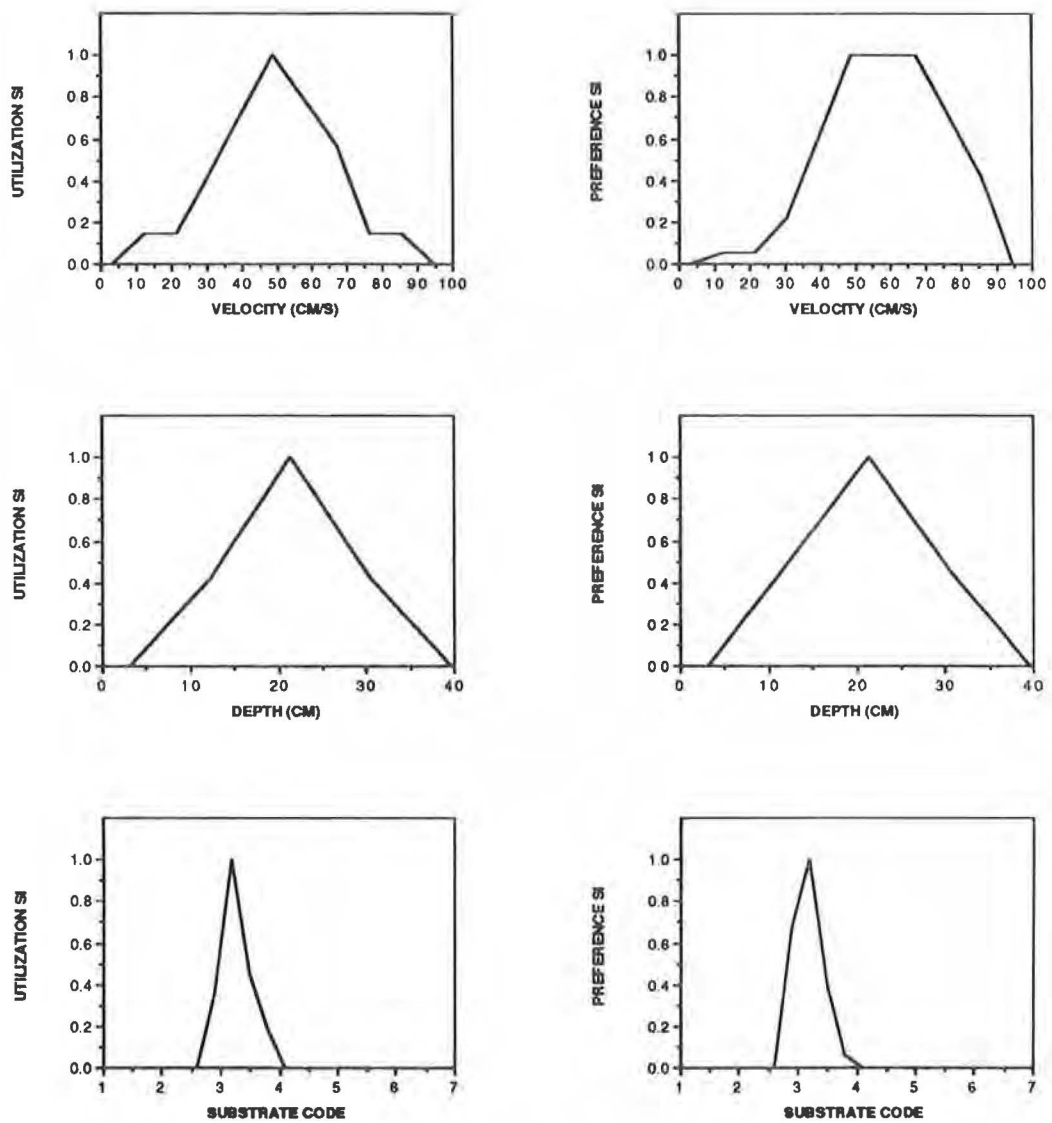 UTILIZATION SI
1.0
0.8
0.6
0.4
0 2
0.0
0 10 20 30 40 50 60 70 80 90 100
VELOCITY (CM/S)
PREFERENCE SI
1 0
0.8
0.6
0.4
0 2
0.0
0 10 20 30 40 50 60 70 80 90 100
VELOCITY (CM/S)
UTILIZATION SI
1 0
0.8
0.6
0.4
0.2
0.0
0 10 20 30 40
DEPTH (CM)
PREFERENCE SI
1 0
0.8
0.6
0.4
0.2
0.0
0 10 20 30 40
DEPTH (CM)
UTILIZATION SI
1.0
0.8
0.6
0.4
0.2
0.0
1 2 3 4 5 6 7
SUBSTRATE CODE
PREFERENCE SI
1.0
0.8
0.6
0.4
0.2
0.0
1 2 3 4 5 6 7
SUBSTRATE CODE